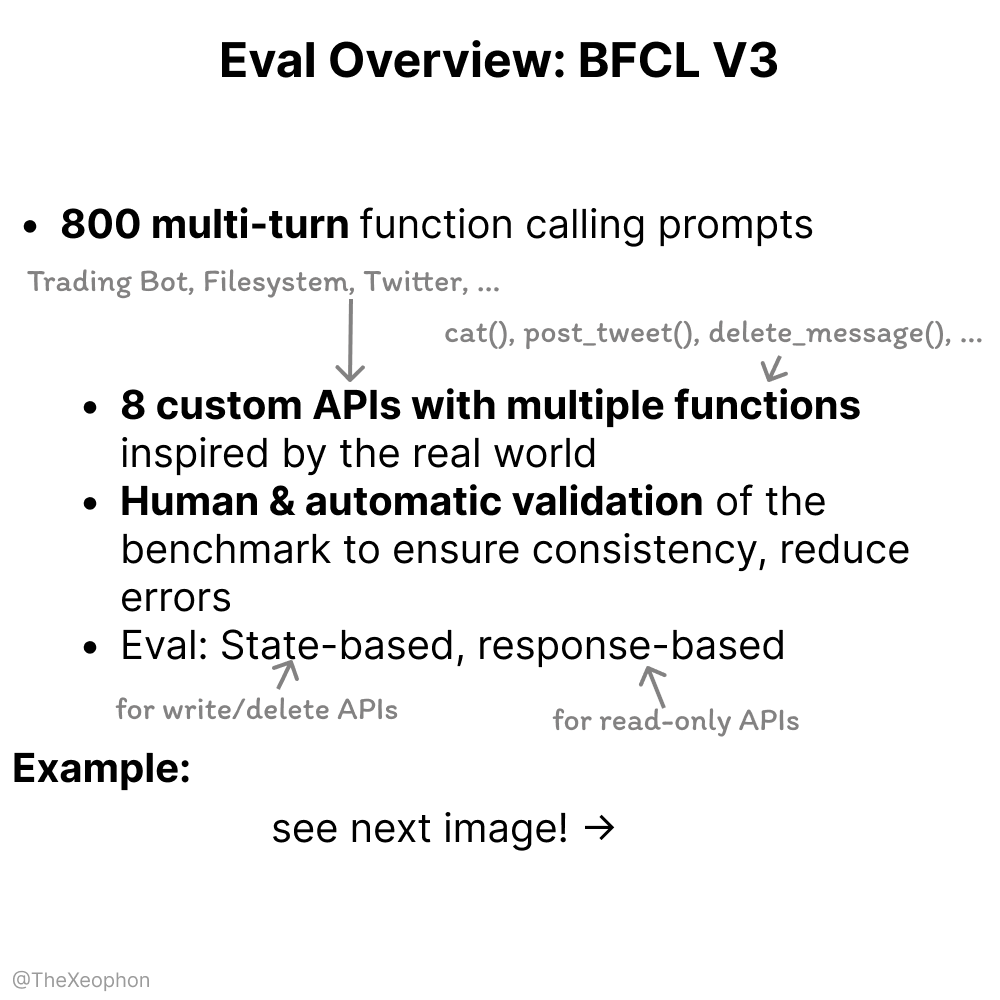 Eval Overview: BFCL V3
• 800 multi-turn function calling prompts
Trading Bot, Filesystem, Twitter, ...
cat(), post_tweet(), delete_message(), ...
• 8 custom APIs with multiple functions
inspired by the real world
• Human & automatic validation of the
benchmark to ensure consistency, reduce
errors
• Eval: State-based, response-based
for write/delete APIs
for read-only APIs
Example:
see next image! →
@TheXeophon